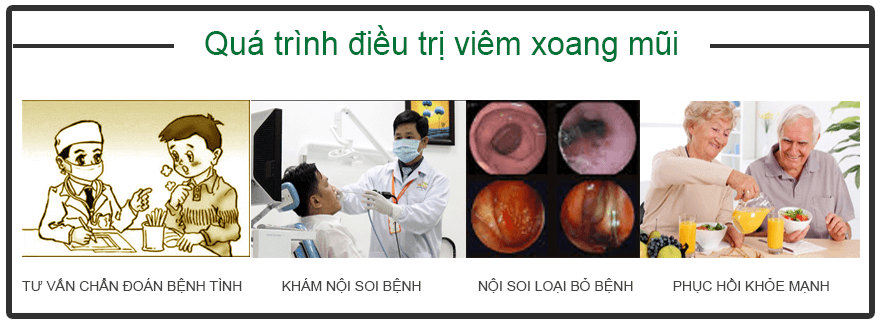 Quá trình điều trị viêm xoang mũi
TƯ VẤN CHẨN ĐOÁN BỆNH TÌNH
KHÁM NỘI SOI BỆNH
NỘI SOI LOẠI BỎ BỆNH
PHỤC HỒI KHỎE MẠNH